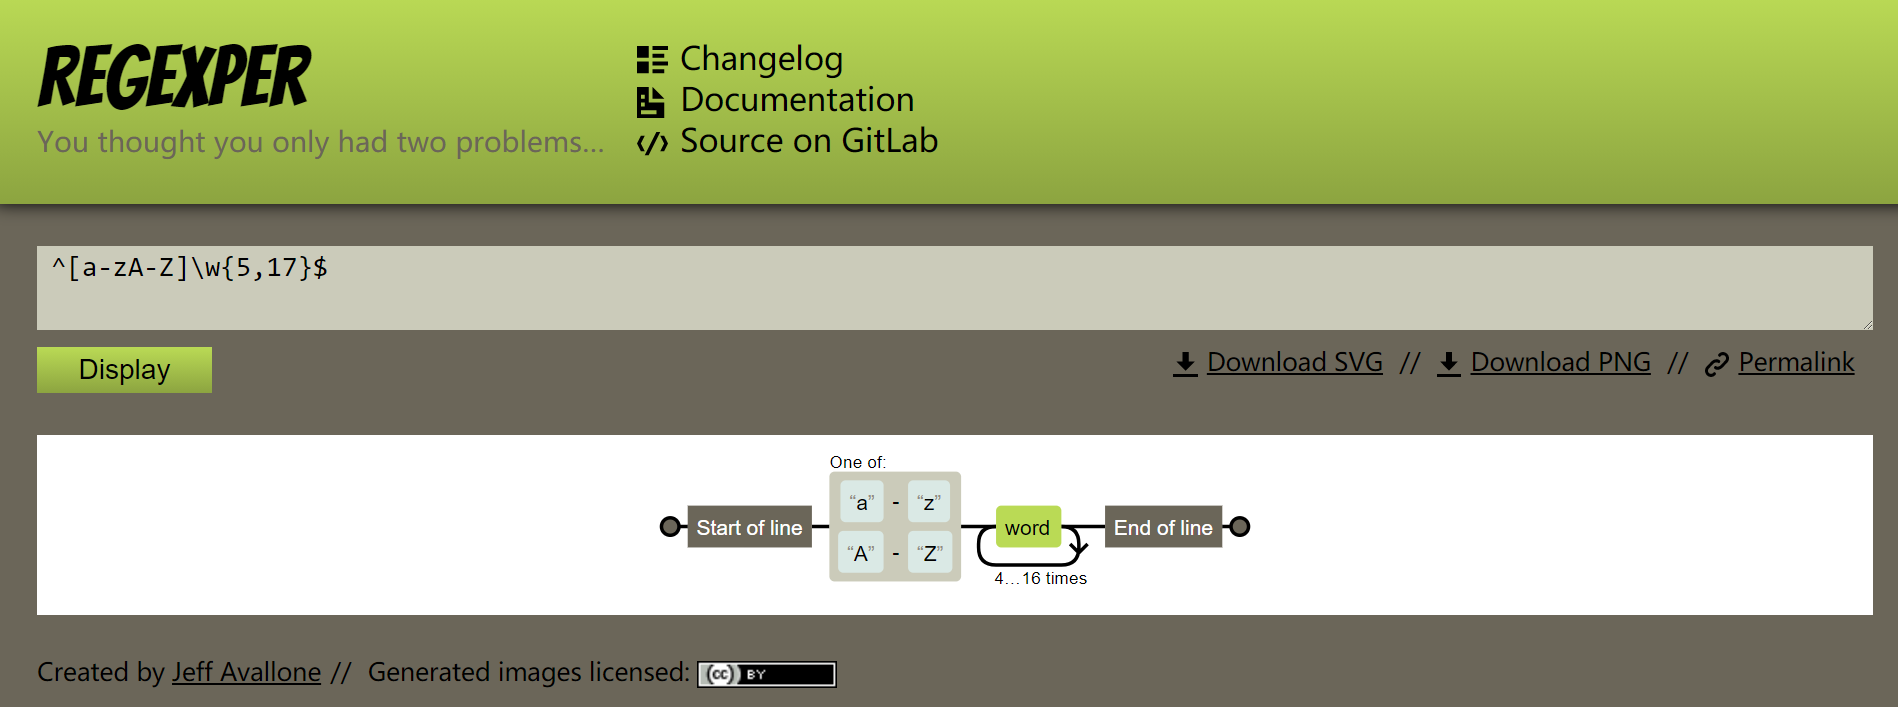 REGEXPER
You thought you only had two problems...
Changelog
Documentation
Source on GitLab
^[a-zA-Z]\w{5,17}$
Display
Download SVG // Download PNG // Permalink
One of:
“a” - “z”
“A” - “Z”
Start of line
word
End of line
4...16 times
Created by Jeff Avallone // Generated images licensed: cc BY